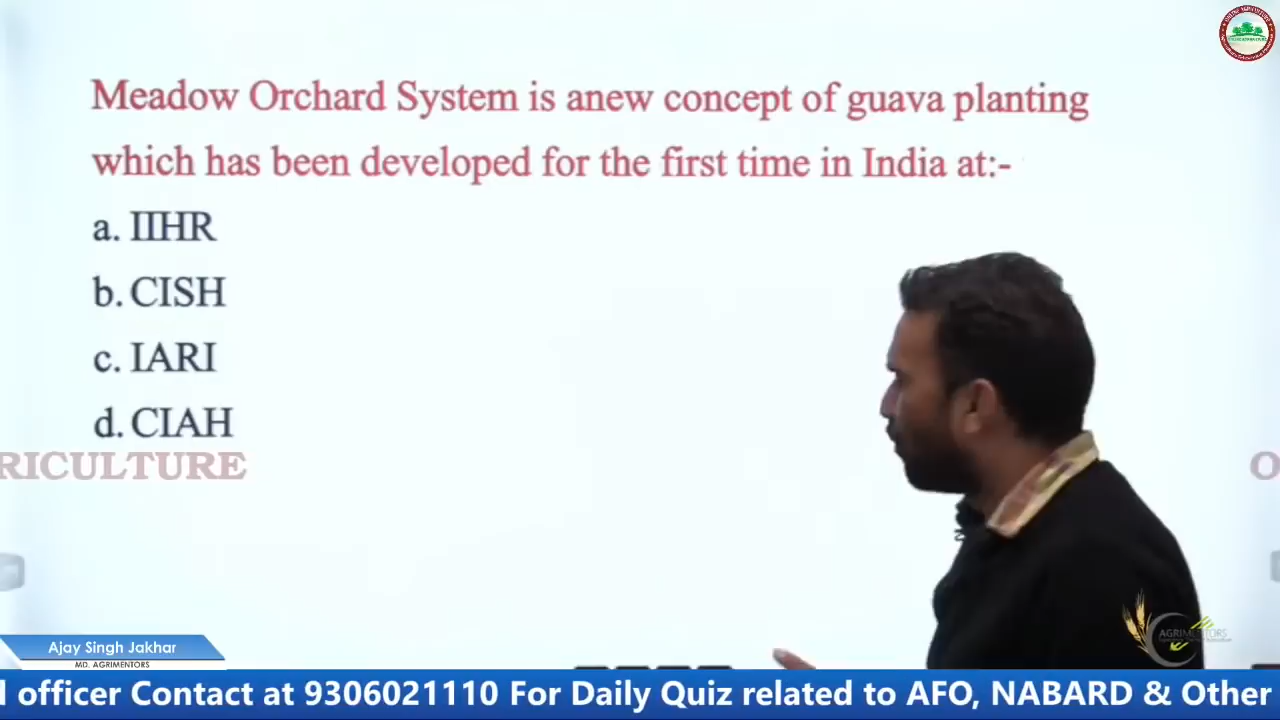 Meadow Orchard System is anew concept of guava planting
which has been developed for the first time in India at:-
a. IIHR
b. CISH
c. IARI
d. CIAH
RICULTURE
O
Ajay Singh Jakhar
MD. AGRIMENTORS
AGRIMENTORS
l officer Contact at 9306021110 For Daily Quiz related to AFO, NABARD & Other